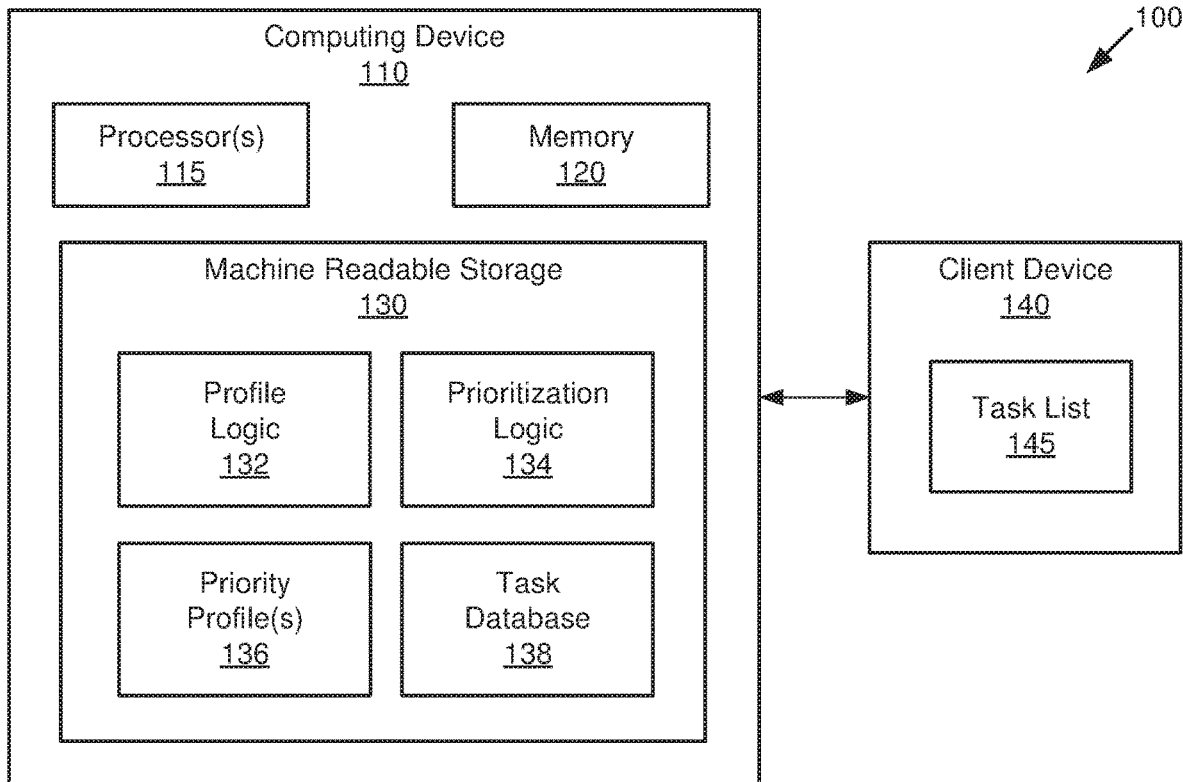 100
Computing Device
110
Processor(s)
115
Memory
120
Machine Readable Storage
130
Profile
Logic
132
Prioritization
Logic
134
Priority
Profile(s)
136
Task
Database
138
Client Device
140
Task List
145